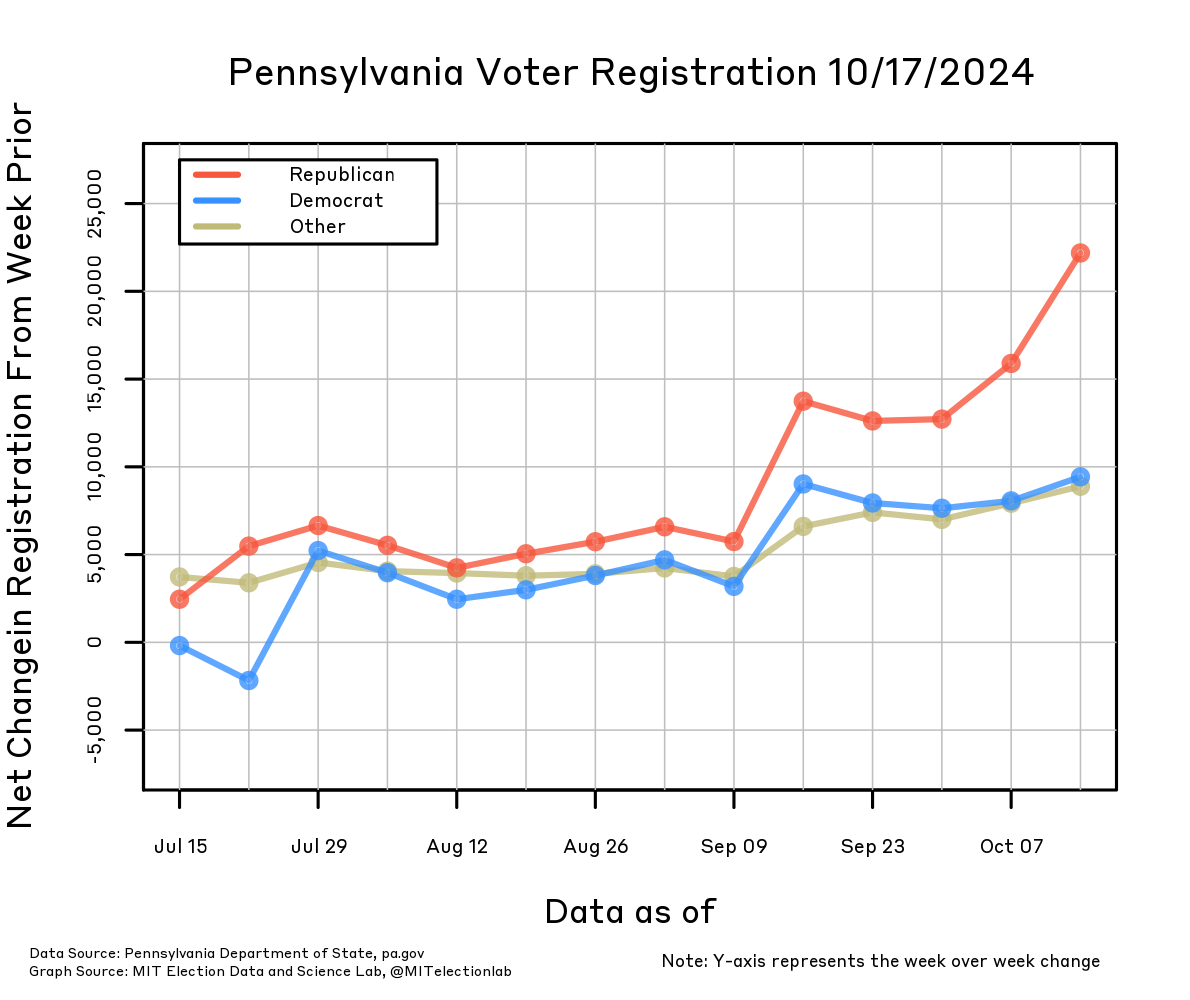 Pennsylvania Voter Registration 10/17/2024
Net Changein Registration From Week Prior
Republican
Democrat
Other
25,000
20,000
15,000
10,000
5,000
0
-5,000
Jul 15
Jul 29
Aug 12
Aug 26
Sep 09
Sep 23
Oct 07
Data as of
Data Source: Pennsylvania Department of State, pa.gov
Graph Source: MIT Election Data and Science Lab, @MITelectionlab
Note: Y-axis represents the week over week change